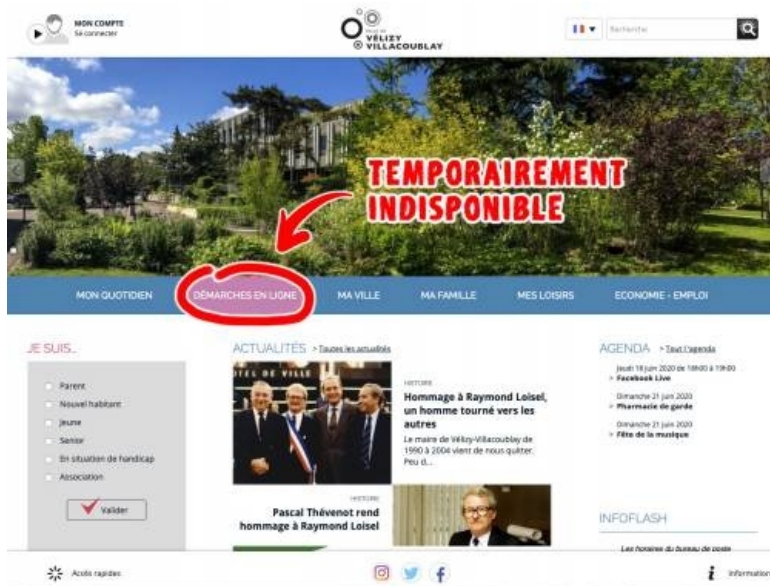 MON COMPTE
Se connecter
VILLE DE
VÉLIZY
VILLACOUBLAY
Recherche
TEMPORAIREMENT
INDISPONIBLE
MON QUOTIDIEN
DÉMARCHES EN LIGNE
MA VILLE
MA FAMILLE
MES LOISIRS
ECONOMIE - EMPLOI
JE SUIS...
Parent
Nouvel habitant
Jeune
Senior
En situation de handicap
Association
Valider
ACTUALITÉS > Toutes les actualités
HOTEL DE VILLE
HISTOIRE
Hommage à Raymond Loisel,
un homme tourné vers les
autres
Le maire de Vélizy-Villacoublay de
1990 à 2004 vient de nous quitter.
Peu d...
HISTOIRE
Pascal Thévenot rend
hommage à Raymond Loisel
AGENDA > Tout l'agenda
Jeudi 18 juin 2020 de 18h00 à 19h00
> Facebook Live
Dimanche 21 juin 2020
> Pharmacie de garde
Dimanche 21 juin 2020
> Fête de la musique
INFOFLASH
Les horaires du bureau de poste
Accès rapides
Information